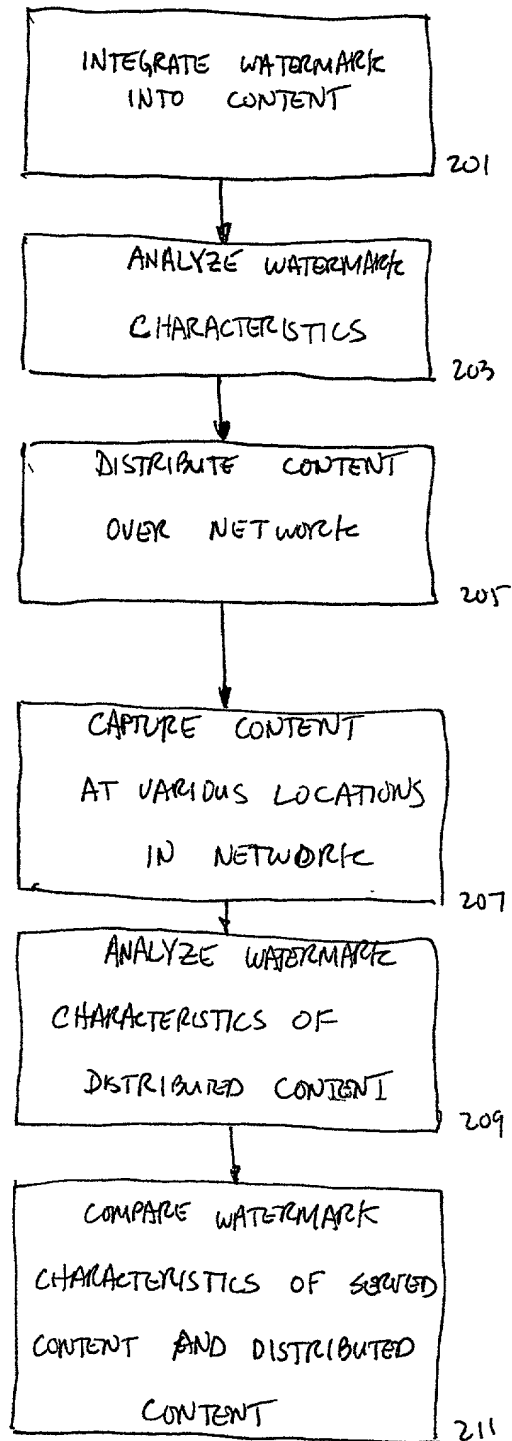 INTEGRATE WATERMARK
INTO CONTENT
201
ANALYZE WATERMARK
CHARACTERISTICS
203
DISTRIBUTE CONTENT
OVER NETWORK
205
CAPTURE CONTENT
AT VARIOUS LOCATIONS
IN NETWORK
207
ANALYZE WATERMARK
CHARACTERISTICS OF
DISTRIBUTED CONTENT
209
COMPARE WATERMARK
CHARACTERISTICS OF SERVED
CONTENT AND DISTRIBUTED
CONTENT
211